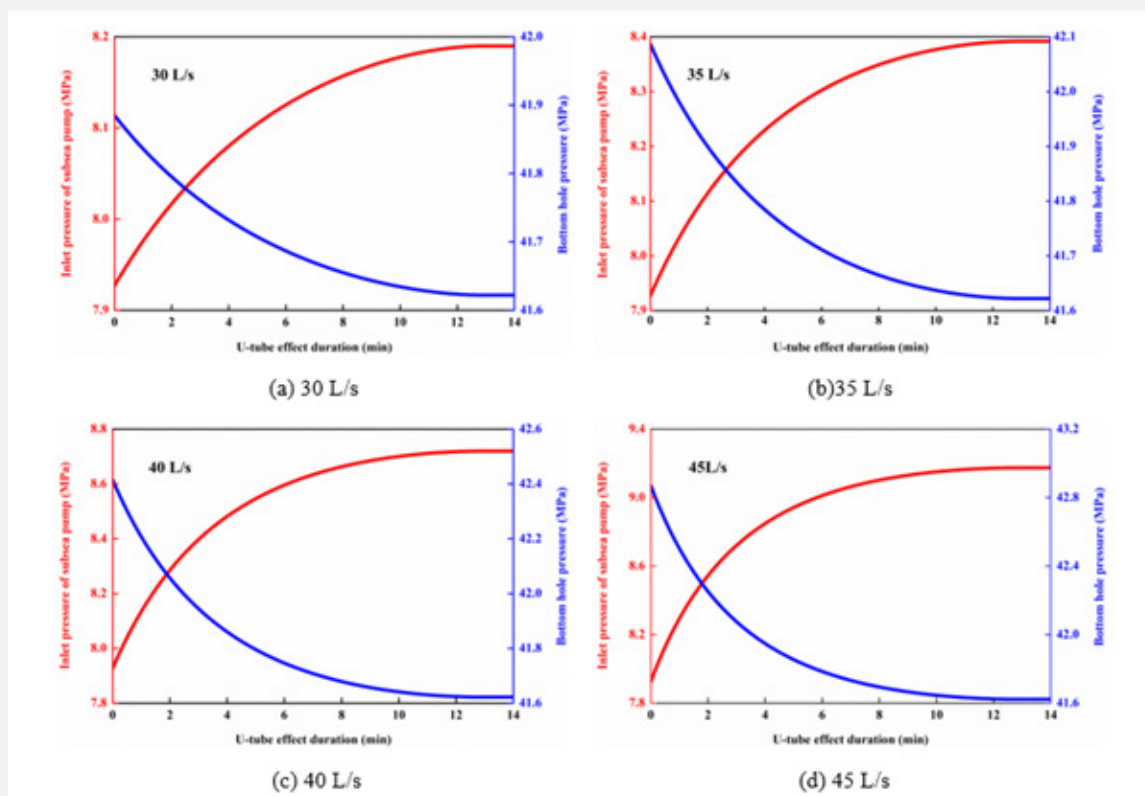 30 L/s
Inlet pressure of subsea pump (MPa)
8.2
8.1
8.0
7.9
Bottom hole pressure (MPa)
42.0
41.9
41.8
41.7
41.6
0 2 4 6 8 10 12 14
U-tube effect duration (min)
(a) 30 L/s
35 L/s
Inlet pressure of subsea pump (MPa)
8.4
8.3
8.2
8.1
8.0
7.9
Bottom hole pressure (MPa)
42.1
42.0
41.9
41.8
41.7
41.6
0 2 4 6 8 10 12 14
U-tube effect duration (min)
(b)35 L/s
40 L/s
Inlet pressure of subsea pump (MPa)
8.8
8.6
8.4
8.2
8.0
7.8
Bottom hole pressure (MPa)
42.6
42.4
42.2
42.0
41.8
41.6
0 2 4 6 8 10 12 14
U-tube effect duration (min)
(c) 40 L/s
45L/s
Inlet pressure of subsea pump (MPa)
9.4
9.0
8.6
8.2
7.8
Bottom hole pressure (MPa)
43.2
42.8
42.4
42.0
41.6
0 2 4 6 8 10 12 14
U-tube effect duration (min)
(d) 45 L/s